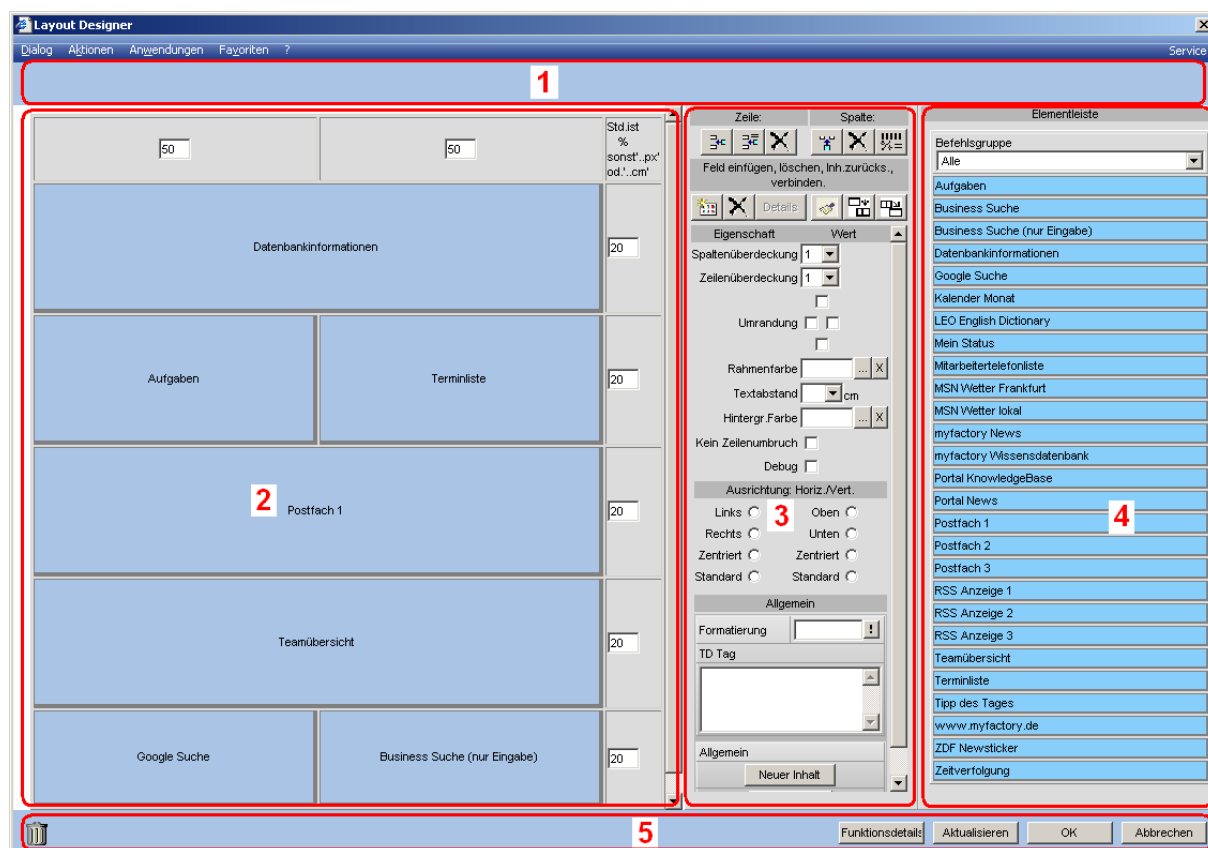 Layout Designer
Dialog Aktionen Anwendungen Favoriten ? Service
1
50
50
Std.ist
%
sonst'..px'
od.'..cm'
Datenbankinformationen
20
Aufgaben
Terminliste
20
2
Postfach 1
20
Teamübersicht
20
Google Suche
Business Suche (nur Eingabe)
20
Zeile: Spalte:
Feld einfügen, löschen, Inh.zurücks.,
verbinden.
Details
Eigenschaft Wert
Spaltenüberdeckung 1
Zeilenüberdeckung 1
Umrandung
Rahmenfarbe ... X
Textabstand cm
Hintergr.Farbe ... X
Kein Zeilenumbruch
Debug
Ausrichtung: Horiz./Vert.
Links Oben
3
Rechts Unten
Zentriert Zentriert
Standard Standard
Allgemein
Formatierung !
TD Tag
Allgemein
Neuer Inhalt
Elementleiste
Befehlsgruppe
Alle
Aufgaben
Business Suche
Business Suche (nur Eingabe)
Datenbankinformationen
Google Suche
Kalender Monat
LEO English Dictionary
Mein Status
Mitarbeitertelefonliste
MSN Wetter Frankfurt
MSN Wetter lokal
myfactory News
myfactory Wissensdatenbank
Portal KnowledgeBase
Portal News
4
Postfach 1
Postfach 2
Postfach 3
RSS Anzeige 1
RSS Anzeige 2
RSS Anzeige 3
Teamübersicht
Terminliste
Tipp des Tages
www.myfactory.de
ZDF Newsticker
Zeitverfolgung
5
Funktionsdetails Aktualisieren OK Abbrechen